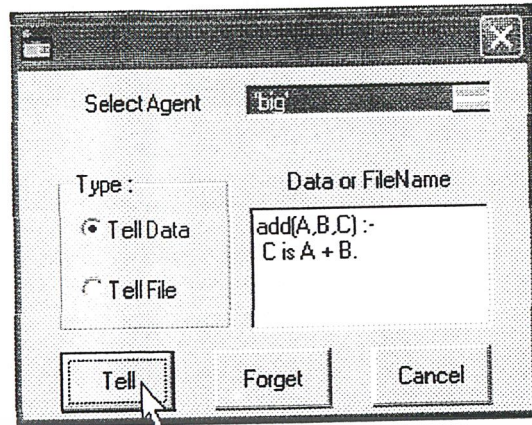 Select Agent
'big'
Type :
Data or FileName
Tell Data
Tell File
add(A,B,C) :-
C is A + B.
Tell
Forget
Cancel